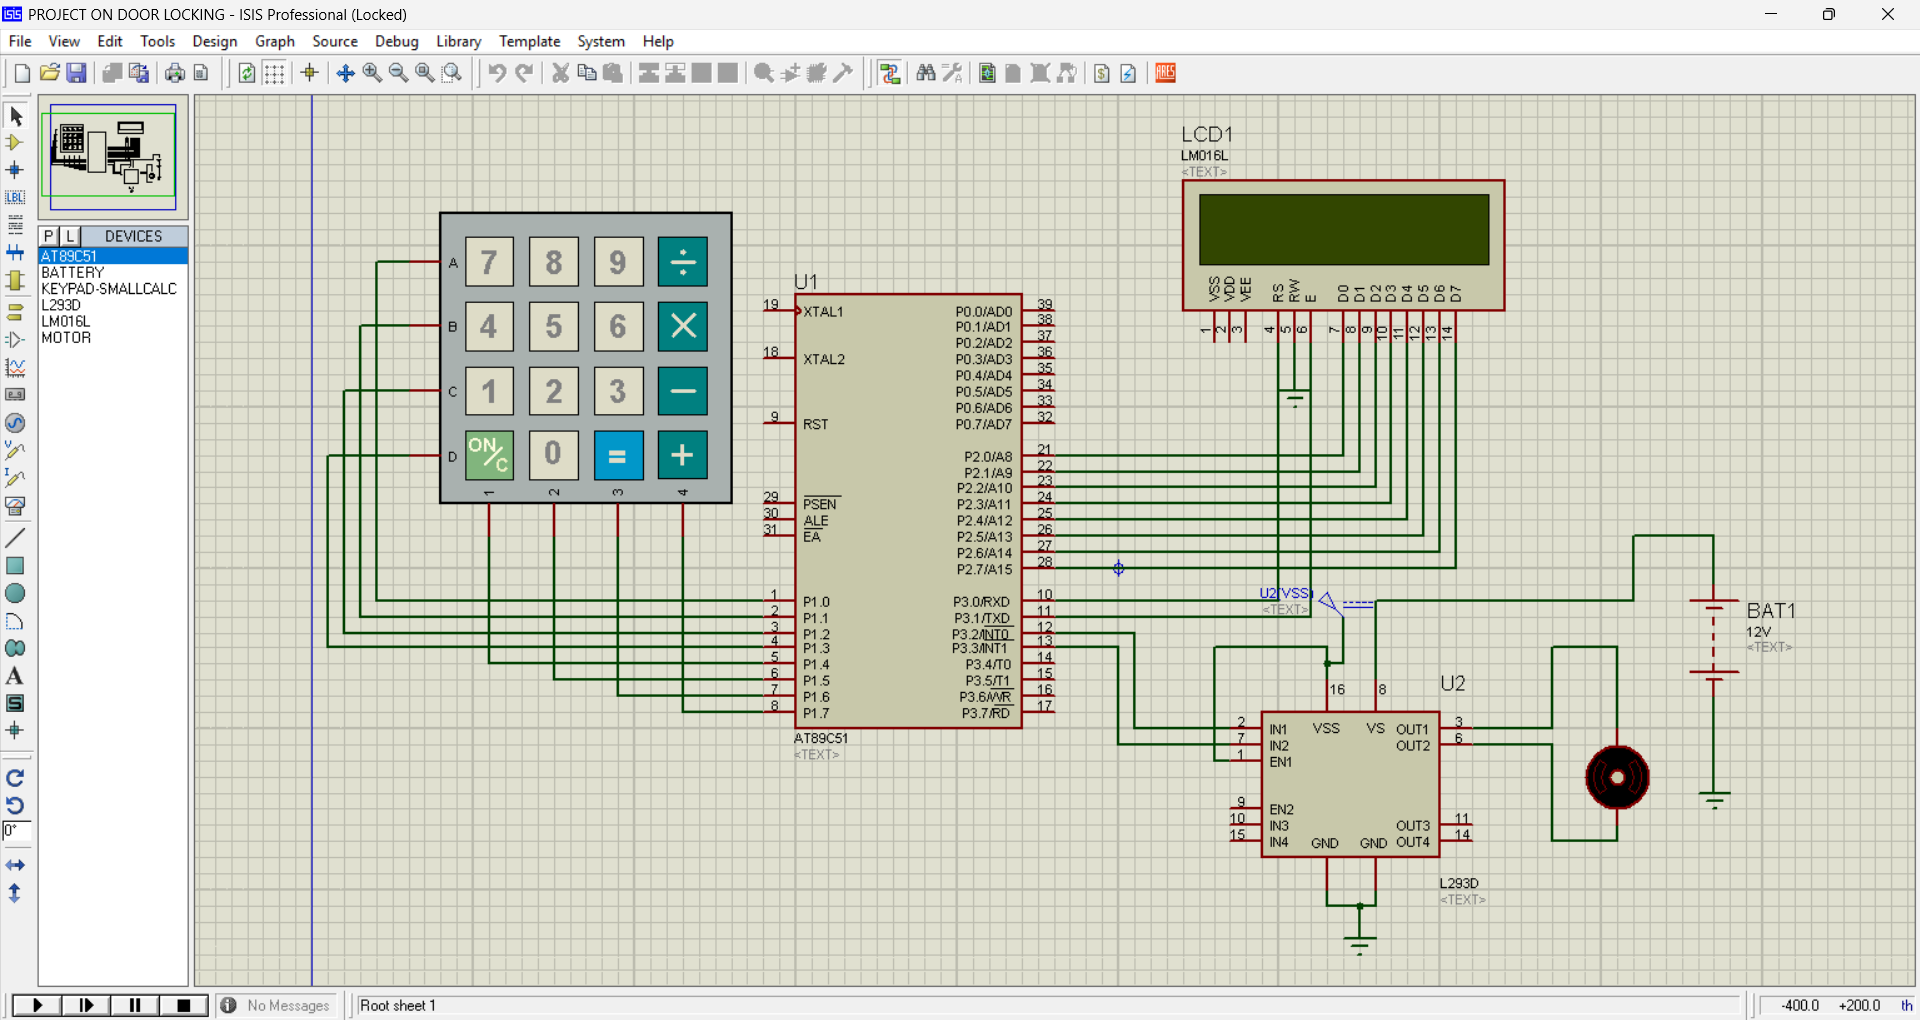 PROJECT ON DOOR LOCKING - ISIS Professional (Locked)
File View Edit Tools Design Graph Source Debug Library Template System Help
ARES
P L DEVICES
AT89C51
BATTERY
KEYPAD-SMALLCALC
L293D
LM016L
MOTOR
LBL
A
S
0°
LCD1
LM016L
<TEXT>
VSS VDD VEE RS RW E D0 D1 D2 D3 D4 D5 D6 D7
1 2 3 4 5 6 7 8 9 10 11 12 13 14
A 7 8 9 ÷
B 4 5 6 ×
C 1 2 3 −
D ON/C 0 = +
1 2 3 4
U1
19 XTAL1 P0.0/AD0 39
P0.1/AD1 38
P0.2/AD2 37
18 XTAL2 P0.3/AD3 36
P0.4/AD4 35
P0.5/AD5 34
P0.6/AD6 33
9 RST P0.7/AD7 32
P2.0/A8 21
P2.1/A9 22
P2.2/A10 23
29 PSEN P2.3/A11 24
30 ALE P2.4/A12 25
31 EA P2.5/A13 26
P2.6/A14 27
P2.7/A15 28
1 P1.0 P3.0/RXD 10
2 P1.1 P3.1/TXD 11
3 P1.2 P3.2/INT0 12
4 P1.3 P3.3/INT1 13
5 P1.4 P3.4/T0 14
6 P1.5 P3.5/T1 15
7 P1.6 P3.6/WR 16
8 P1.7 P3.7/RD 17
AT89C51
<TEXT>
U2(VSS)
<TEXT>
BAT1
12V
<TEXT>
U2
16 8
2 IN1 VSS VS OUT1 3
7 IN2 OUT2 6
1 EN1
9 EN2
10 IN3 OUT3 11
15 IN4 GND GND OUT4 14
L293D
<TEXT>
No Messages Root sheet 1 -400.0 +200.0 th